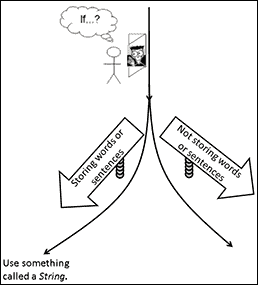 If...?
Storing words or
sentences
Not storing words
or sentences
Use something
called a String.